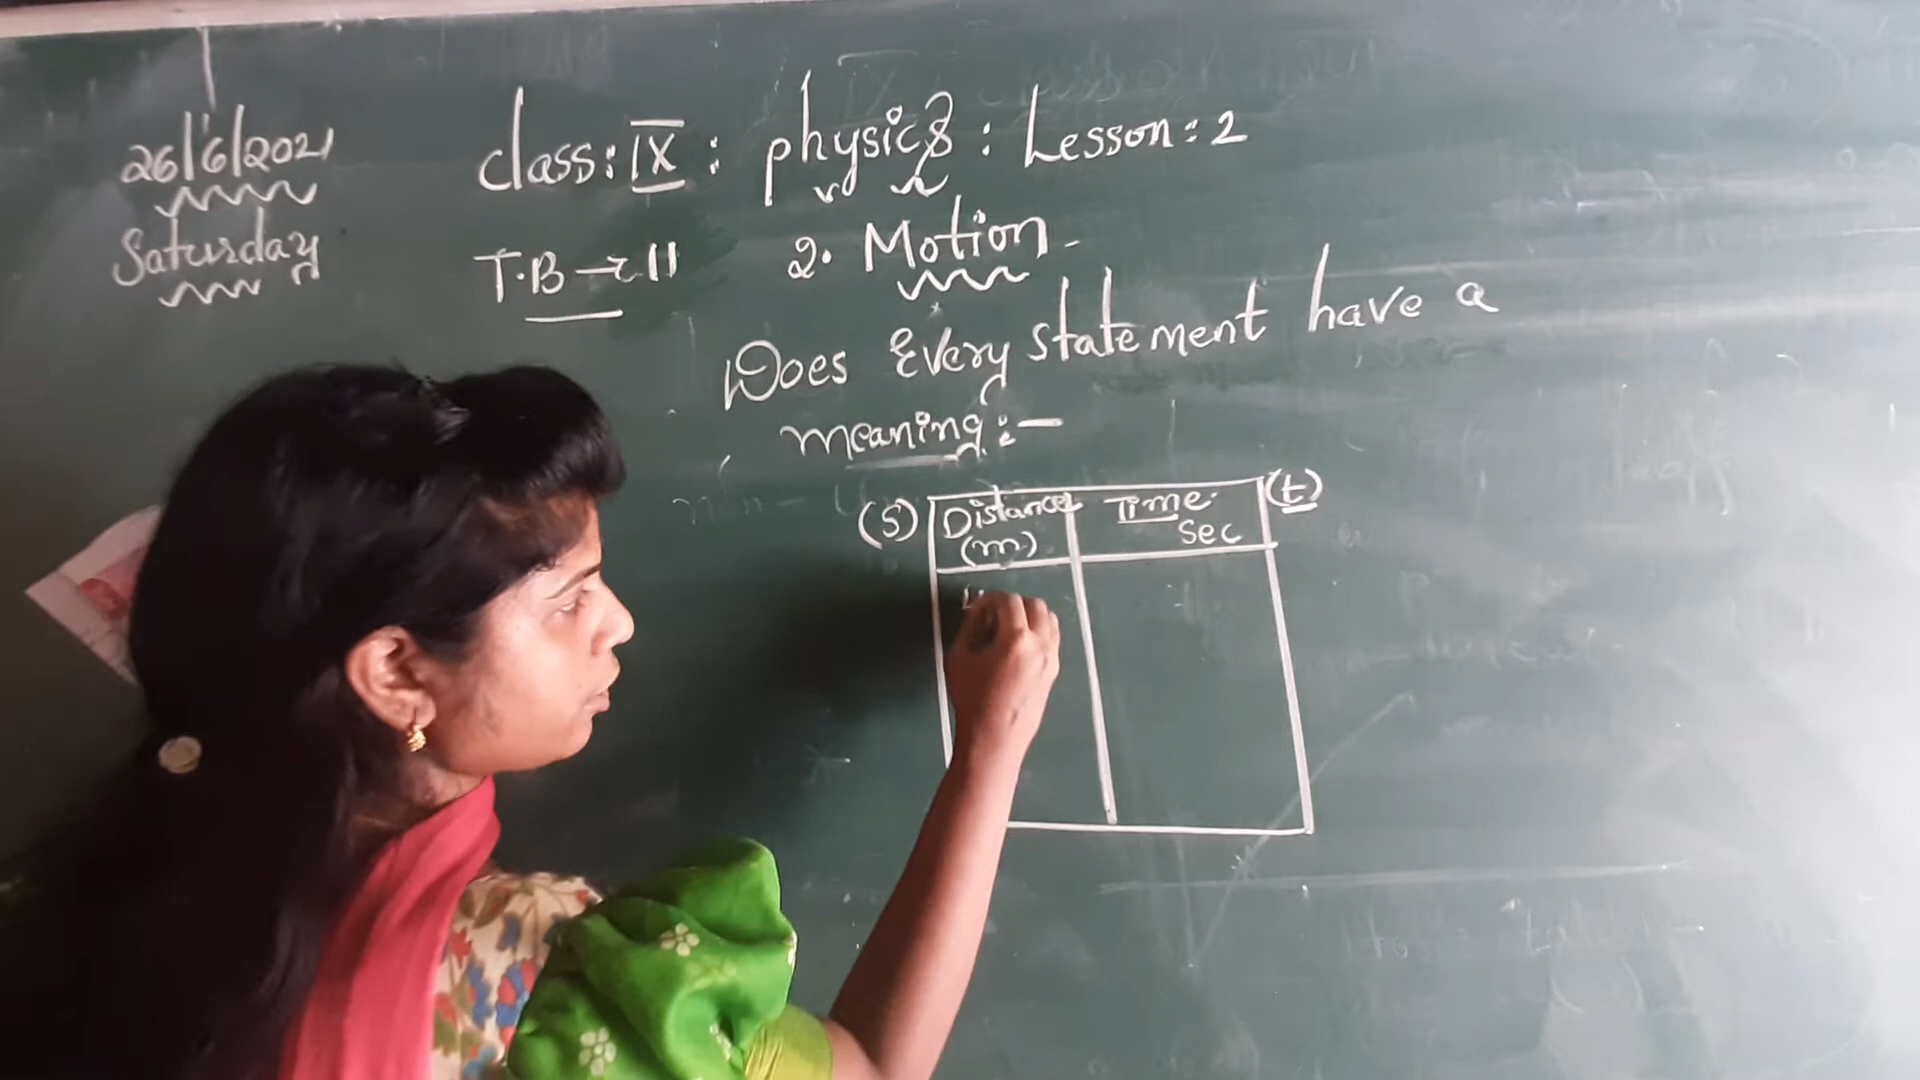 26/6/2021
Saturday
class: IX : physics : Lesson: 2
T.B → 11
2. Motion -
Does Every statement have a
meaning :-
(s) Distance Time (t)
(m) Sec